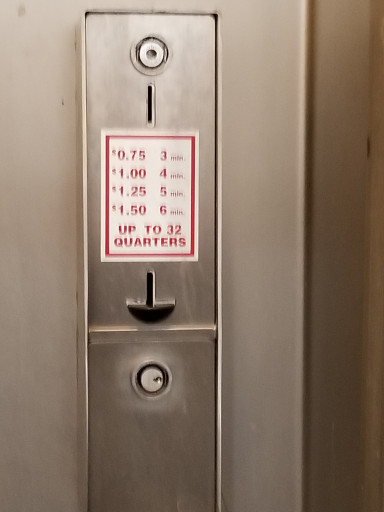 $0.75 3 min.
$1.00 4 min.
$1.25 5 min.
$1.50 6 min.
UP TO 32
QUARTERS